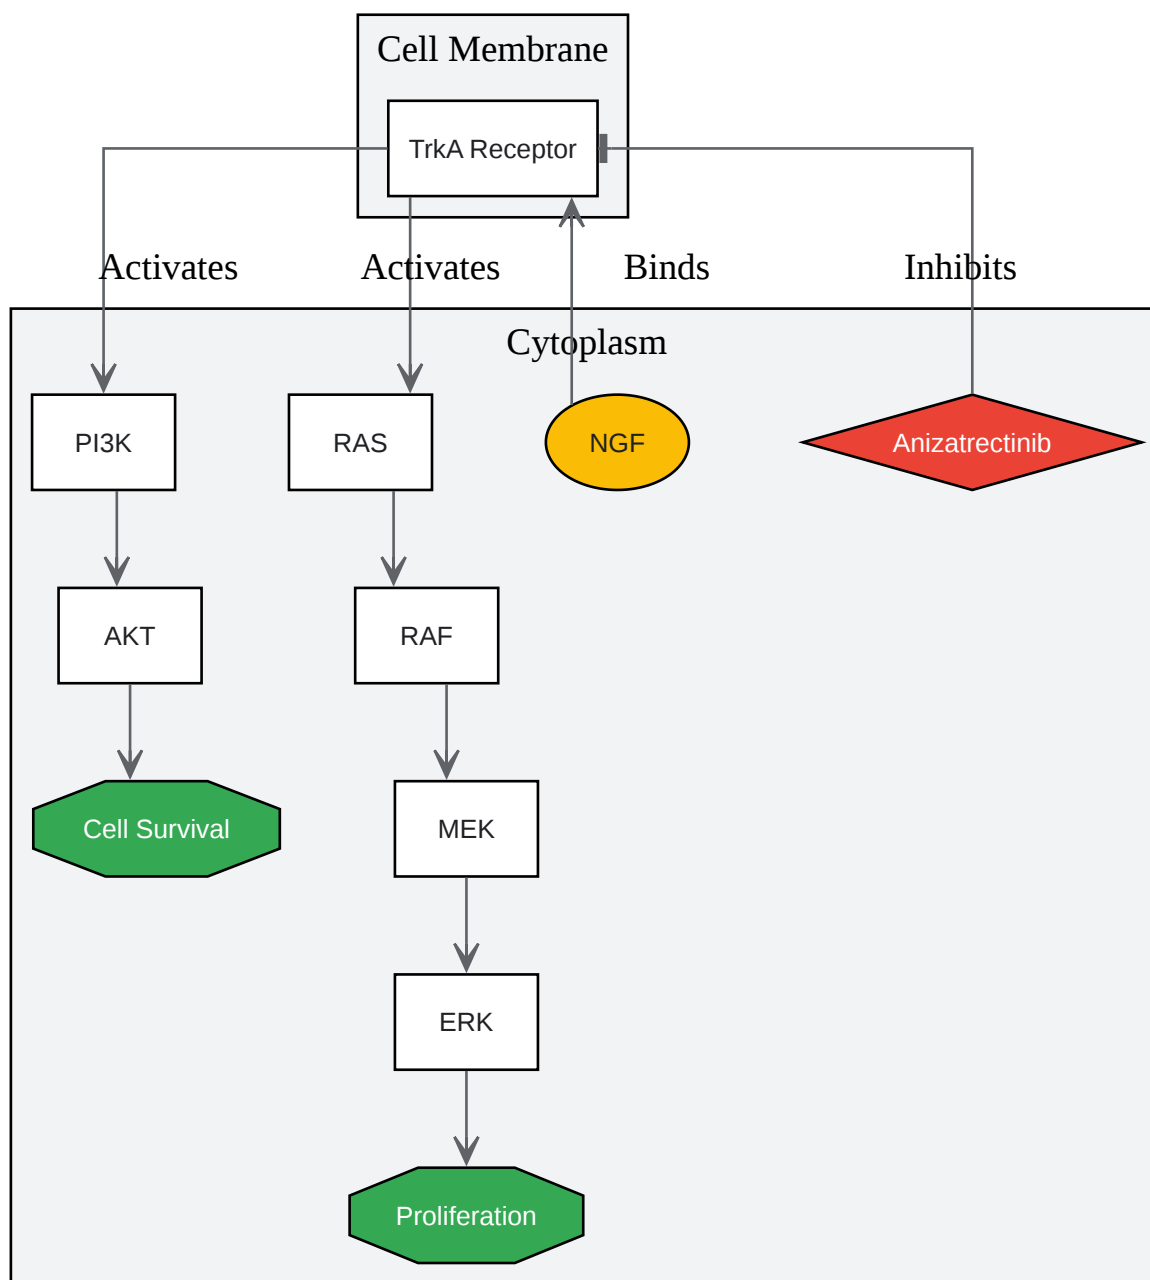 Cell Membrane
TrkA Receptor
Activates
Activates
Binds
Inhibits
Cytoplasm
PI3K
RAS
NGF
Anizatrectinib
AKT
RAF
Cell Survival
MEK
ERK
Proliferation